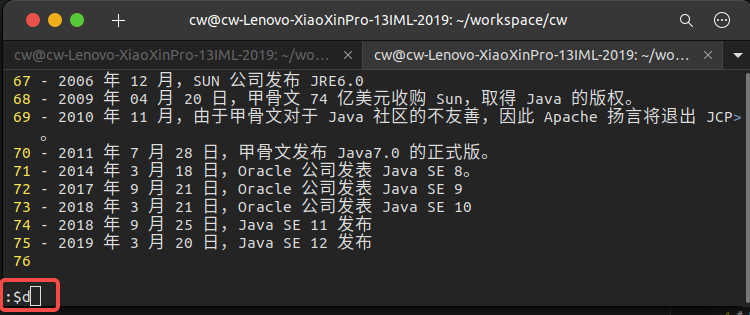 cw@cw-Lenovo-XiaoXinPro-13IML-2019: ~/workspace/cw
cw@cw-Lenovo-XiaoXinPro-13IML-2019: ~/wo…
cw@cw-Lenovo-XiaoXinPro-13IML-2019: ~/wo…
67 - 2006 年 12 月，SUN 公司发布 JRE6.0
68 - 2009 年 04 月 20 日，甲骨文 74 亿美元收购 Sun，取得 Java 的版权。
69 - 2010 年 11 月，由于甲骨文对于 Java 社区的不友善，因此 Apache 扬言将退出 JCP>
。
70 - 2011 年 7 月 28 日，甲骨文发布 Java7.0 的正式版。
71 - 2014 年 3 月 18 日，Oracle 公司发表 Java SE 8。
72 - 2017 年 9 月 21 日，Oracle 公司发表 Java SE 9
73 - 2018 年 3 月 21 日，Oracle 公司发表 Java SE 10
74 - 2018 年 9 月 25 日，Java SE 11 发布
75 - 2019 年 3 月 20 日，Java SE 12 发布
76
:$d